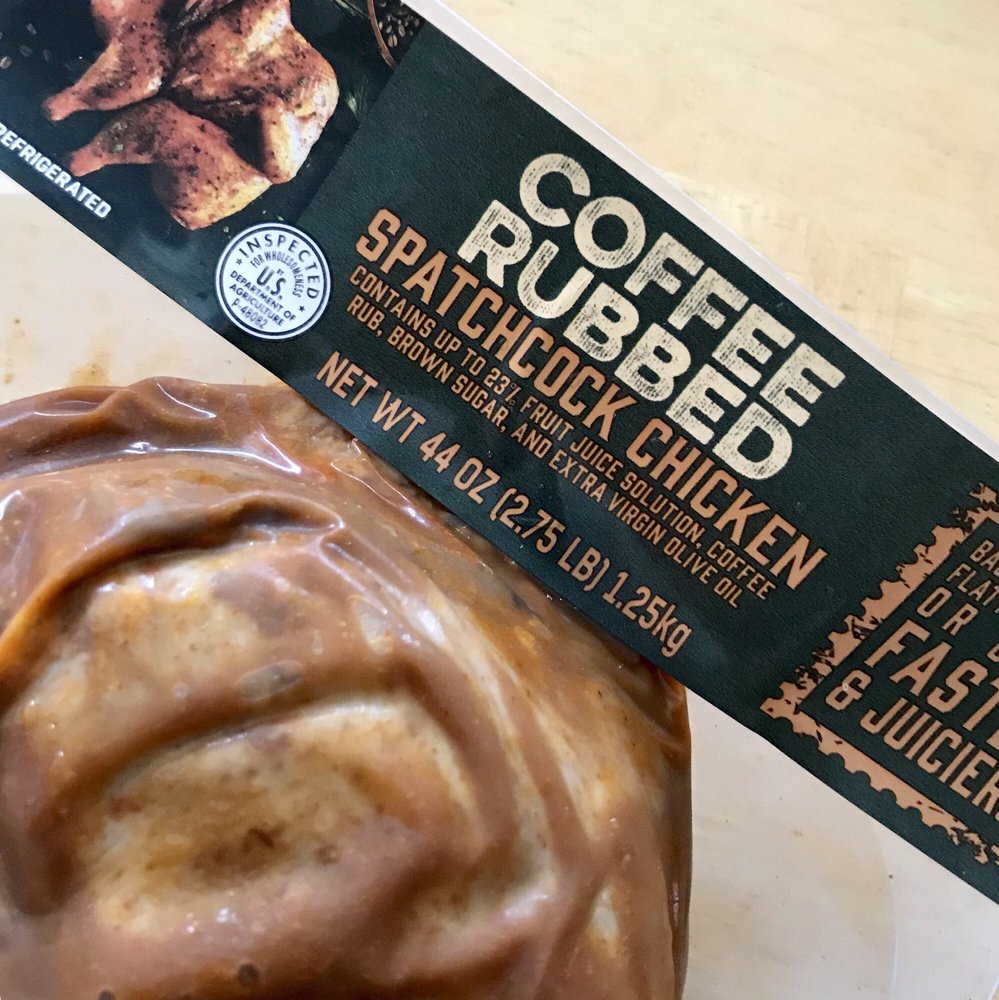 REFRIGERATED
INSPECTED
FOR WHOLESOMENESS
BY
U.S.
DEPARTMENT OF
AGRICULTURE
P-48082
COFFEE
RUBBED
SPATCHCOCK CHICKEN
CONTAINS UP TO 23% FRUIT JUICE SOLUTION, COFFEE
RUB, BROWN SUGAR, AND EXTRA VIRGIN OLIVE OIL
NET WT 44 OZ (2.75 LB) 1.25kg
OR
& JUICIER